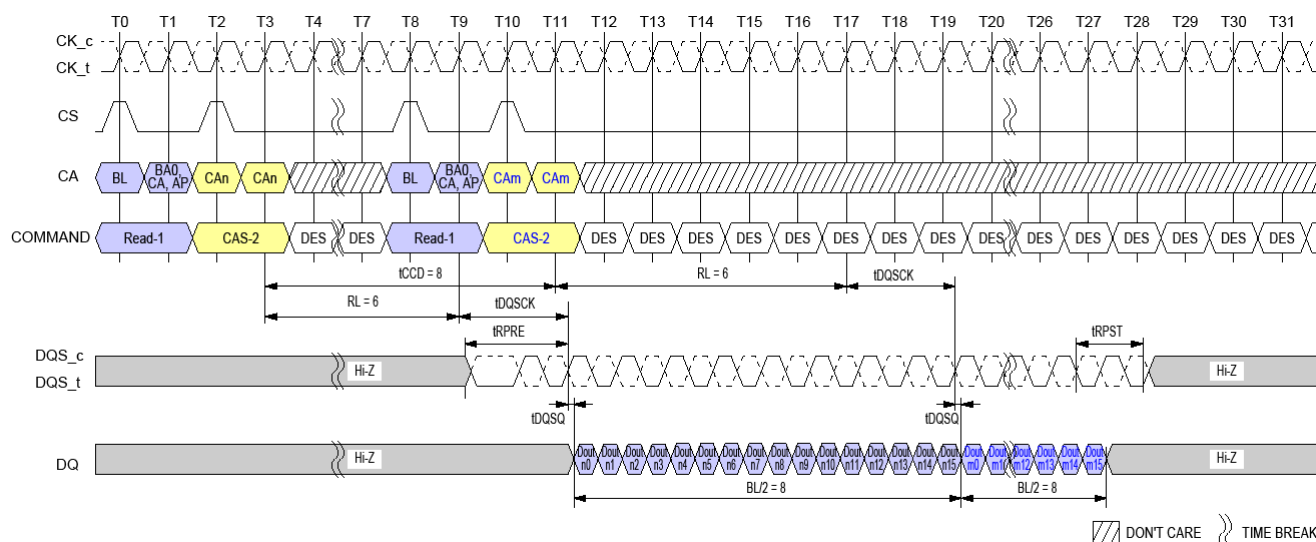 T0 T1 T2 T3 T4 T7 T8 T9 T10 T11 T12 T13 T14 T15 T16 T17 T18 T19 T20 T26 T27 T28 T29 T30 T31
CK_c
CK_t
CS
CA BL BA0, CA, AP CAn CAn BL BA0, CA, AP CAm CAm
COMMAND Read-1 CAS-2 DES DES Read-1 CAS-2 DES DES DES DES DES DES DES DES DES DES DES DES DES DES DES
tCCD = 8 RL = 6 tDQSCK
RL = 6 tDQSCK
tRPRE tRPST
DQS_c
DQS_t
Hi-Z Hi-Z
tDQSQ tDQSQ
DQ Hi-Z Dout n0 Dout n1 Dout n2 Dout n3 Dout n4 Dout n5 Dout n6 Dout n7 Dout n8 Dout n9 Dout n10 Dout n11 Dout n12 Dout n13 Dout n14 Dout n15 Dout m0 Dout m1 Dout m12 Dout m13 Dout m14 Dout m15 Hi-Z
BL/2 = 8 BL/2 = 8
DON'T CARE TIME BREAK